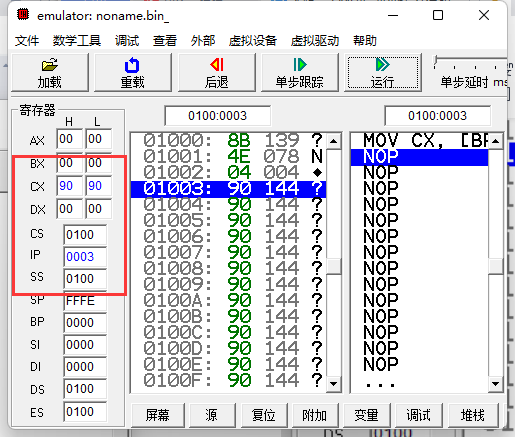 emulator: noname.bin_
文件 数学工具 调试 查看 外部 虚拟设备 虚拟驱动 帮助
加载 重载 后退 单步跟踪 运行 单步延时 ms
寄存器
H L
AX 00 00
BX 00 00
CX 90 90
DX 00 00
CS 0100
IP 0003
SS 0100
SP FFFE
BP 0000
SI 0000
DI 0000
DS 0100
ES 0100
0100:0003
01000: 8B 139 ?
01001: 4E 078 N
01002: 04 004 ♦
01003: 90 144 ?
01004: 90 144 ?
01005: 90 144 ?
01006: 90 144 ?
01007: 90 144 ?
01008: 90 144 ?
01009: 90 144 ?
0100A: 90 144 ?
0100B: 90 144 ?
0100C: 90 144 ?
0100D: 90 144 ?
0100E: 90 144 ?
0100F: 90 144 ?
0100:0003
MOV CX, [BP
NOP
NOP
NOP
NOP
NOP
NOP
NOP
NOP
NOP
NOP
NOP
NOP
NOP
NOP
...
屏幕 源 复位 附加 变量 调试 堆栈
DS 0100